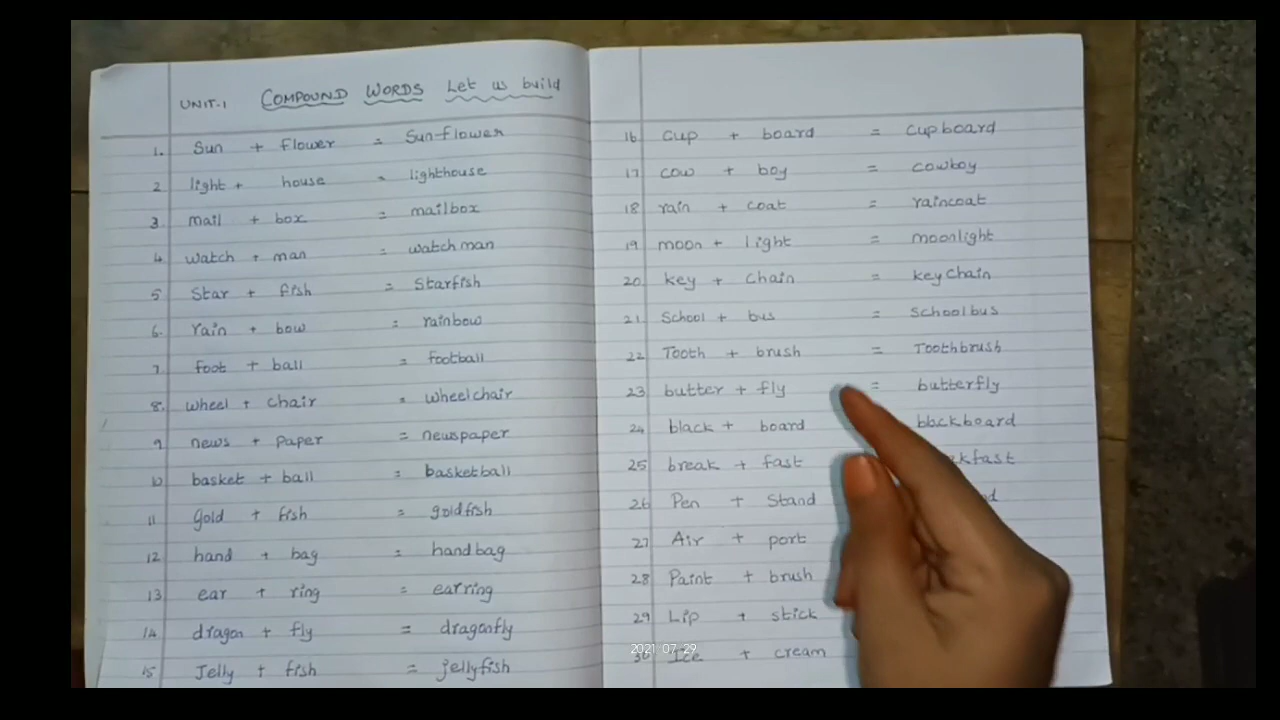 UNIT.1 COMPOUND WORDS Let us build
1. Sun + Flower = Sunflower
2 light + house = lighthouse
3. mail + box = mailbox
4. watch + man = watchman
5 Star + fish = Starfish
6. rain + bow = rainbow
7. foot + ball = football
8. wheel + chair = wheelchair
9 news + paper = newspaper
10 basket + ball = basketball
11 gold + fish = goldfish
12 hand + bag = handbag
13 ear + ring = earring
14 dragon + fly = dragonfly
15 Jelly + fish = jellyfish
16 Cup + board = Cupboard
17 cow + boy = cowboy
18 rain + coat = raincoat
19 moon + light = moonlight
20. key + chain = keychain
21. School + bus = Schoolbus
22 Tooth + brush = Toothbrush
23 butter + fly = butterfly
24 black + board blackboard
25 break + fast kfast
26 Pen + Stand d
27 Air + port
28 Paint + brush
29 Lip + stick
30 Ice + cream
2021 07 29